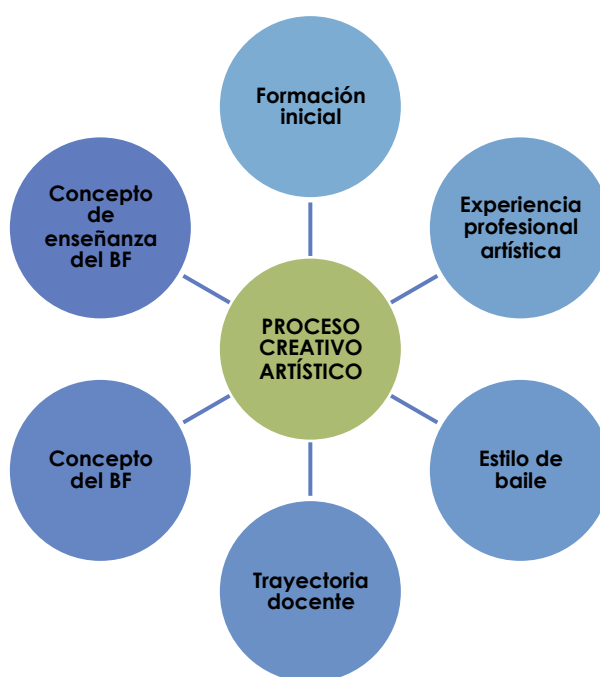 Formación
inicial
Experiencia
profesional
artística
Estilo de
baile
Trayectoria
docente
Concepto
del BF
Concepto
de
enseñanza
del BF
PROCESO
CREATIVO
ARTÍSTICO